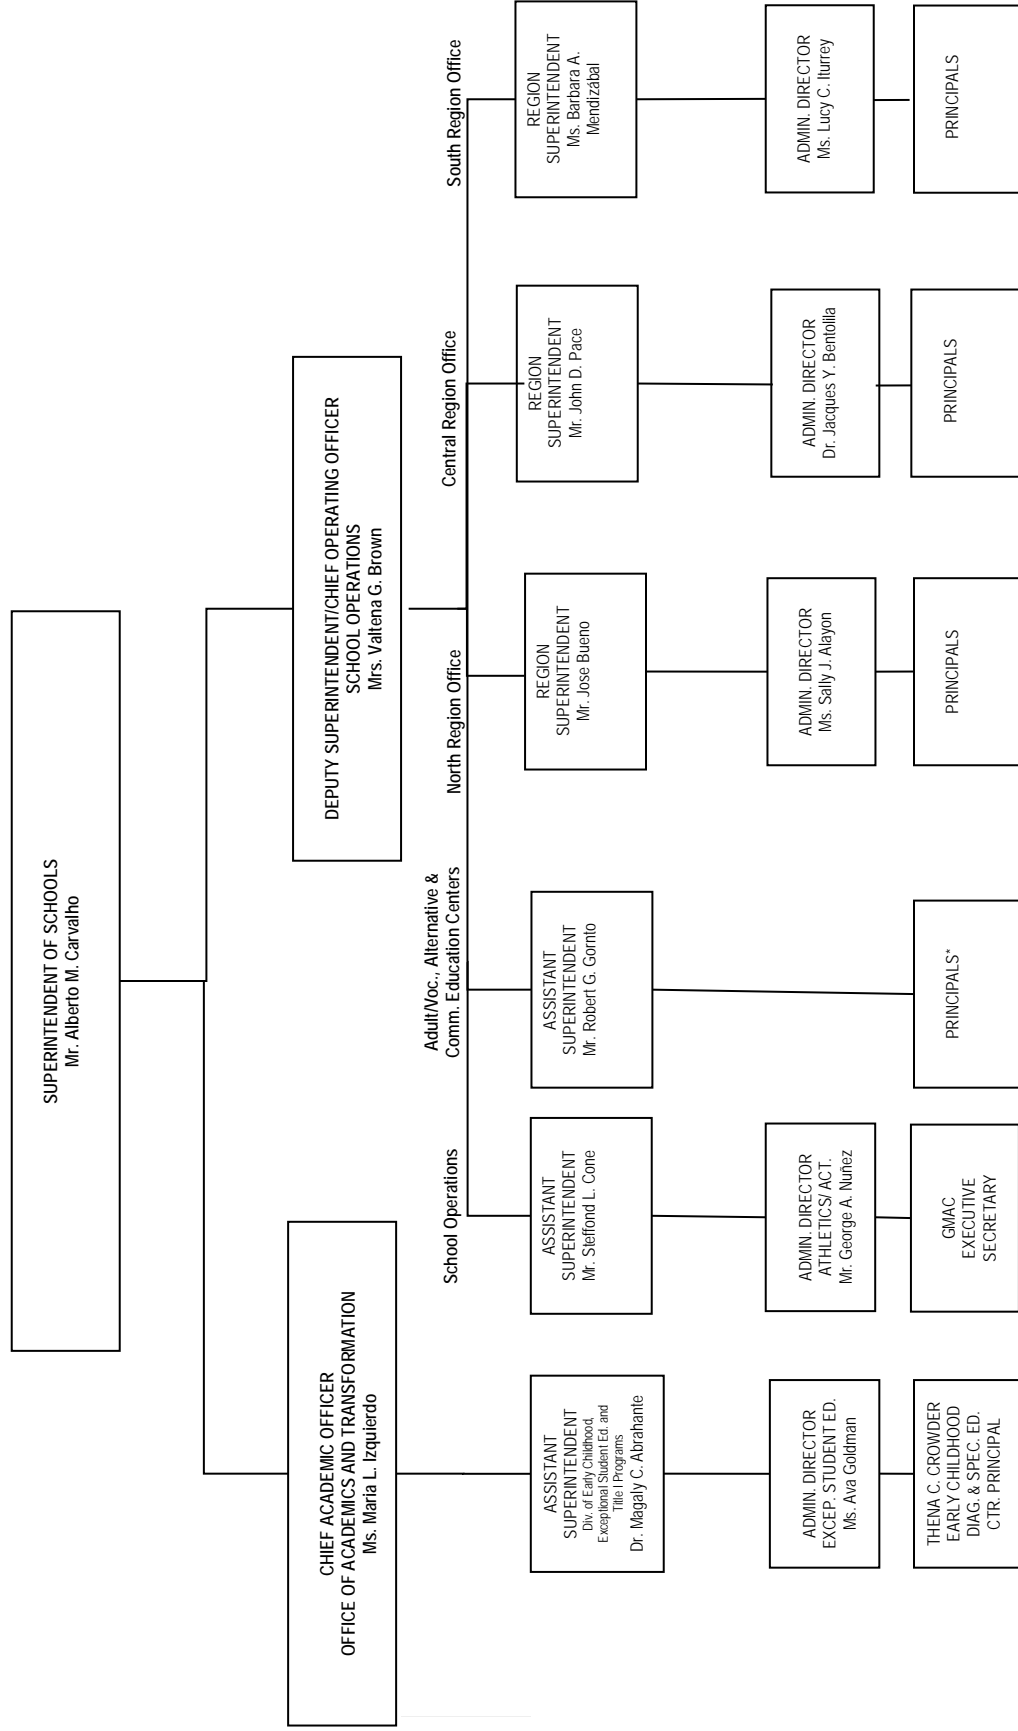 SUPERINTENDENT OF SCHOOLS
Mr. Alberto M. Carvalho
CHIEF ACADEMIC OFFICER
OFFICE OF ACADEMICS AND TRANSFORMATION
Ms. Maria L. Izquierdo
DEPUTY SUPERINTENDENT/CHIEF OPERATING OFFICER
SCHOOL OPERATIONS
Mrs. Valtena G. Brown
School Operations
Adult/Voc., Alternative &
Comm. Education Centers
North Region Office
Central Region Office
South Region Office
ASSISTANT
SUPERINTENDENT
Div. of Early Childhood,
Exceptional Student Ed. and
Title I Programs
Dr. Magaly C. Abrahante
ASSISTANT
SUPERINTENDENT
Mr. Steffond L. Cone
ASSISTANT
SUPERINTENDENT
Mr. Robert G. Gornto
REGION
SUPERINTENDENT
Mr. Jose Bueno
REGION
SUPERINTENDENT
Mr. John D. Pace
REGION
SUPERINTENDENT
Ms. Barbara A.
Mendizábal
ADMIN. DIRECTOR
EXCEP. STUDENT ED.
Ms. Ava Goldman
ADMIN. DIRECTOR
ATHLETICS/ ACT.
Mr. George A. Nuñez
ADMIN. DIRECTOR
Ms. Sally J. Alayon
ADMIN. DIRECTOR
Dr. Jacques Y. Bentolila
ADMIN. DIRECTOR
Ms. Lucy C. Iturrey
THENA C. CROWDER
EARLY CHILDHOOD
DIAG. & SPEC. ED.
CTR. PRINCIPAL
GMAC
EXECUTIVE
SECRETARY
PRINCIPALS*
PRINCIPALS
PRINCIPALS
PRINCIPALS